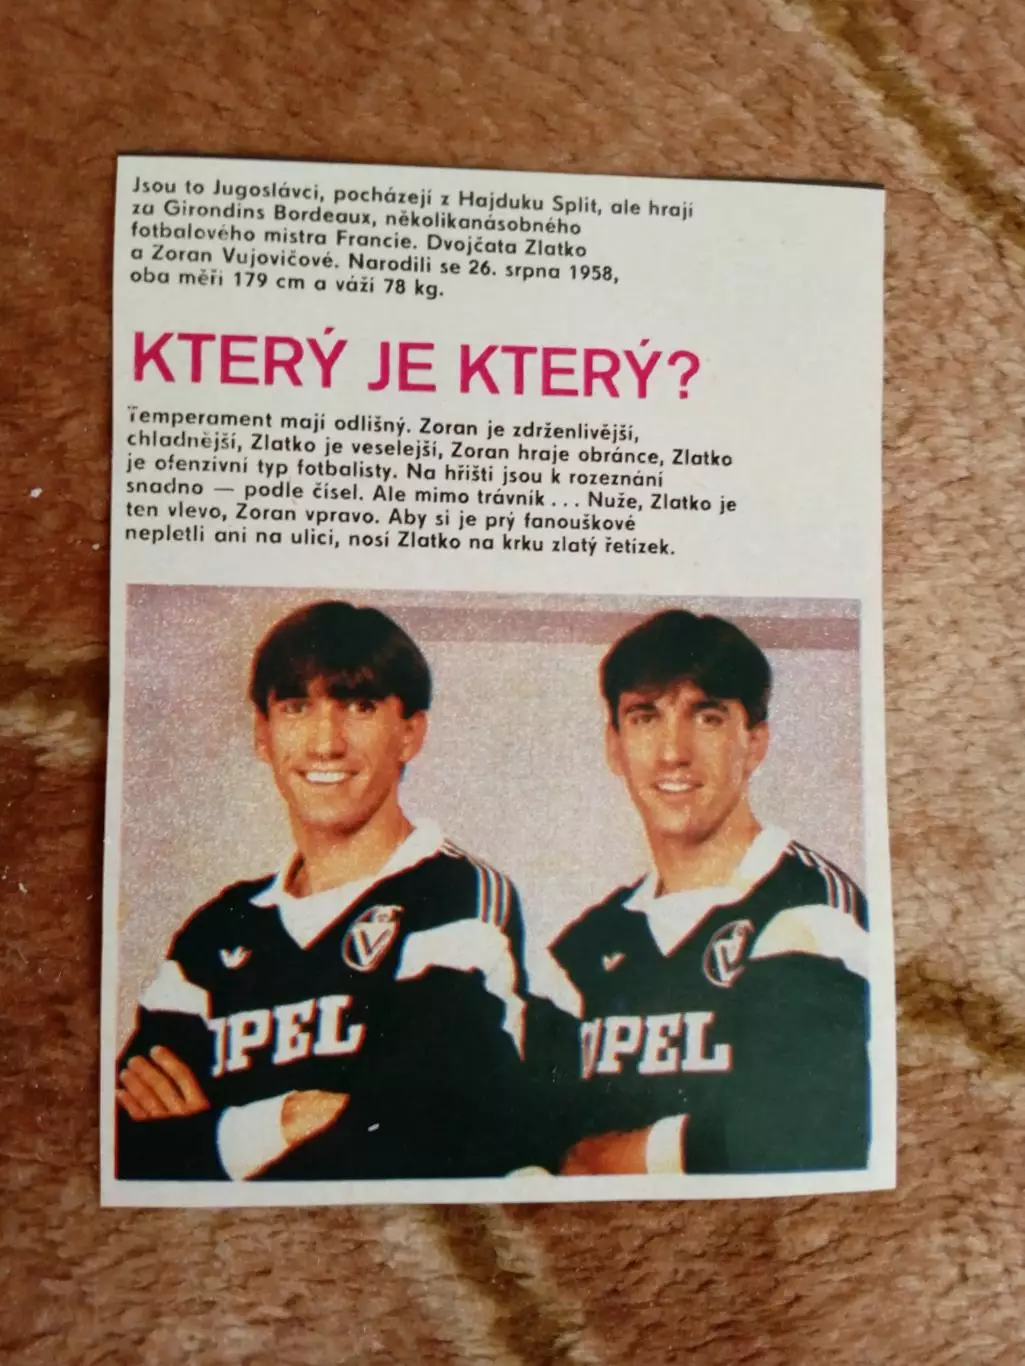 Jsou to Jugoslávci, pocházejí z Hajduku Split, ale hrají
za Girondins Bordeaux, několikanásobného
fotbalového mistra Francie. Dvojčata Zlatko
a Zoran Vujovičové. Narodili se 26. srpna 1958,
oba měří 179 cm a váží 78 kg.
KTERÝ JE KTERÝ?
Temperament mají odlišný. Zoran je zdrženlivější,
chladnější, Zlatko je veselejší, Zoran hraje obránce, Zlatko
je ofenzivní typ fotbalisty. Na hřišti jsou k rozeznání
snadno — podle čísel. Ale mimo trávník... Nuže, Zlatko je
ten vlevo, Zoran vpravo. Aby si je prý fanouškové
nepletli ani na ulici, nosí Zlatko na krku zlatý řetízek.
V V
OPEL OPEL